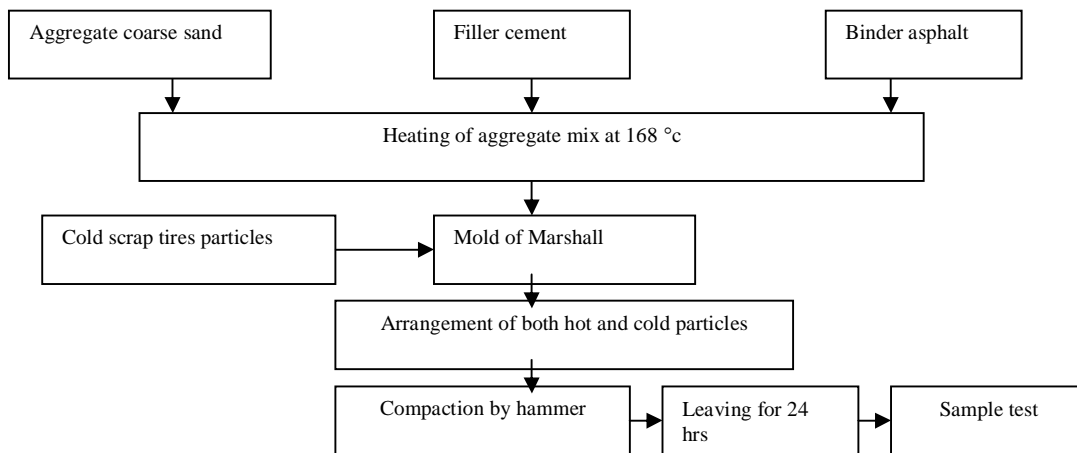 Aggregate coarse sand
Filler cement
Binder asphalt
Heating of aggregate mix at 168 °c
Cold scrap tires particles
Mold of Marshall
Arrangement of both hot and cold particles
Compaction by hammer
Leaving for 24
hrs
Sample test